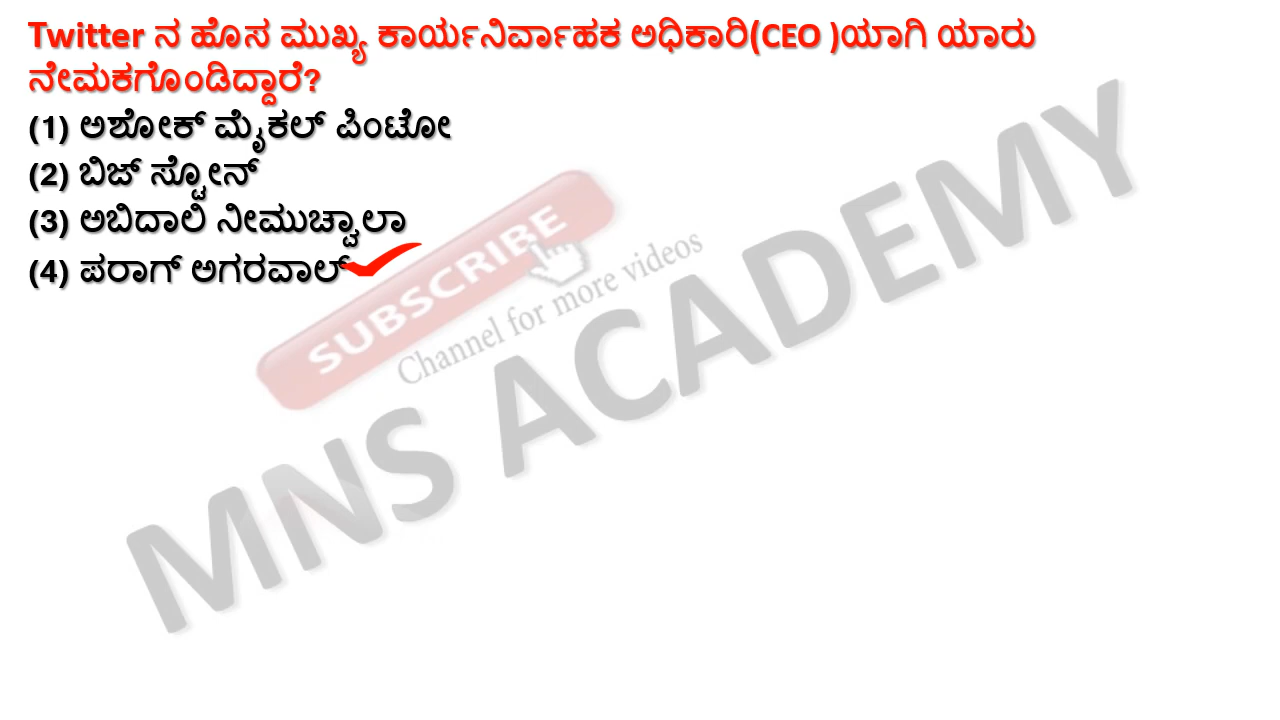 Twitter ನ ಹೊಸ ಮುಖ್ಯ ಕಾರ್ಯನಿರ್ವಾಹಕ ಅಧಿಕಾರಿ(CEO )ಯಾಗಿ ಯಾರು
ನೇಮಕಗೊಂಡಿದ್ದಾರೆ?
(1) ಅಶೋಕ್ ಮೈಕಲ್ ಪಿಂಟೋ
(2) ಬಿಜ್ ಸ್ಟೋನ್
(3) ಅಬಿದಾಲಿ ನೀಮುಚ್ವಾಲಾ
(4) ಪರಾಗ್ ಅಗರವಾಲ್
SUBSCRIBE
Channel for more videos
MNS ACADEMY